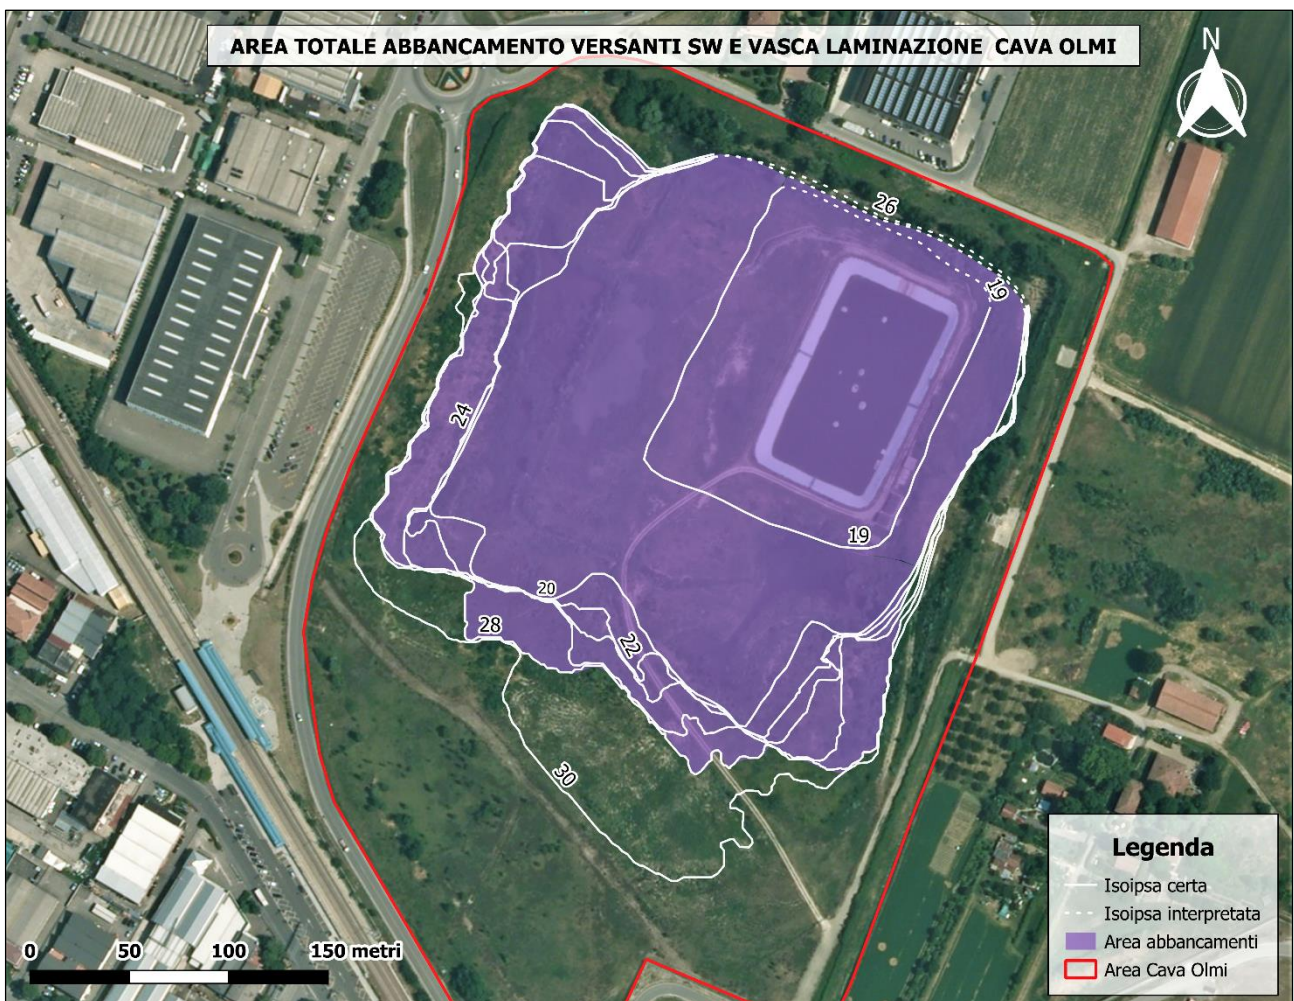 AREA TOTALE ABBANCAMENTO VERSANTI SW E VASCA LAMINAZIONE CAVA OLMI
N
26
19
24
19
20
28
22
30
Legenda
Isoipsa certa
Isoipsa interpretata
Area abbancamenti
Area Cava Olmi
0 50 100 150 metri